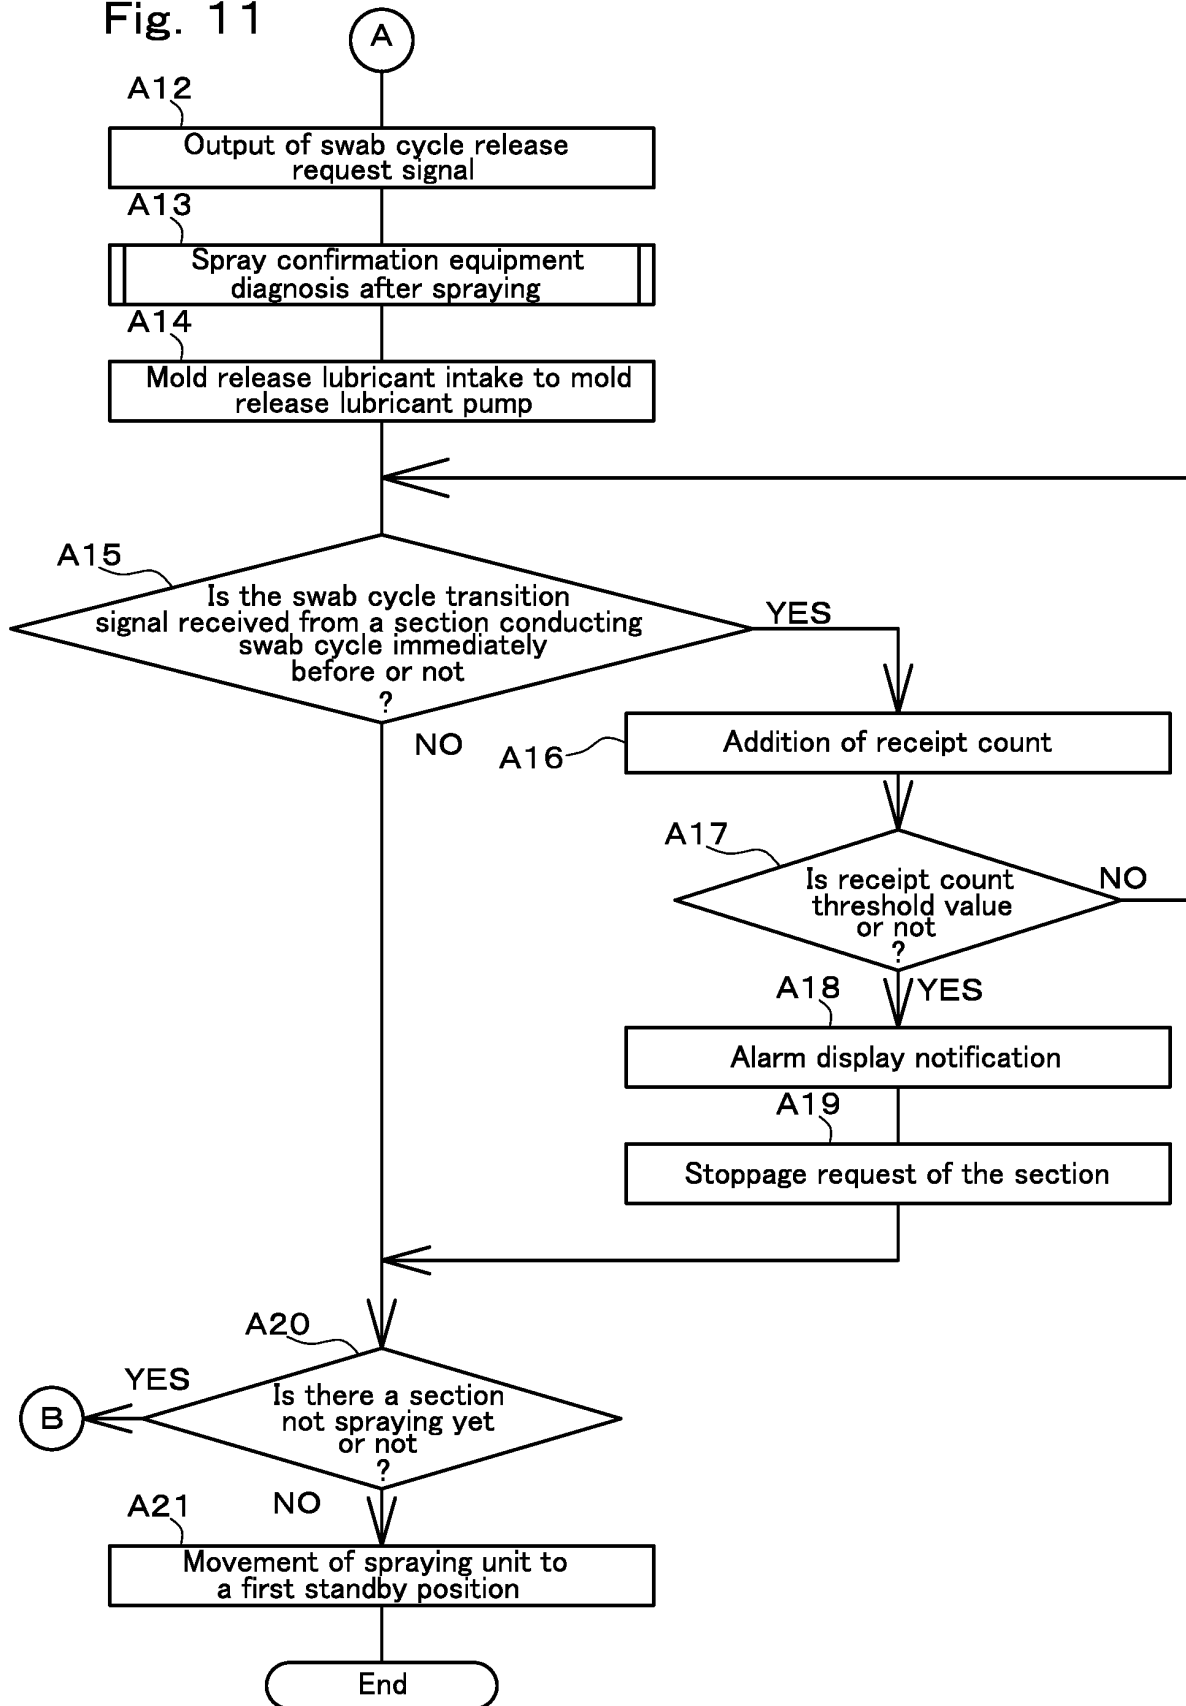 Fig. 11
A
A12
Output of swab cycle release
request signal
A13
Spray confirmation equipment
diagnosis after spraying
A14
Mold release lubricant intake to mold
release lubricant pump
A15
Is the swab cycle transition
signal received from a section conducting
swab cycle immediately
before or not
?
YES
NO
A16
Addition of receipt count
A17
Is receipt count
threshold value
or not
?
NO
YES
A18
Alarm display notification
A19
Stoppage request of the section
A20
YES
B
Is there a section
not spraying yet
or not
?
NO
A21
Movement of spraying unit to
a first standby position
End